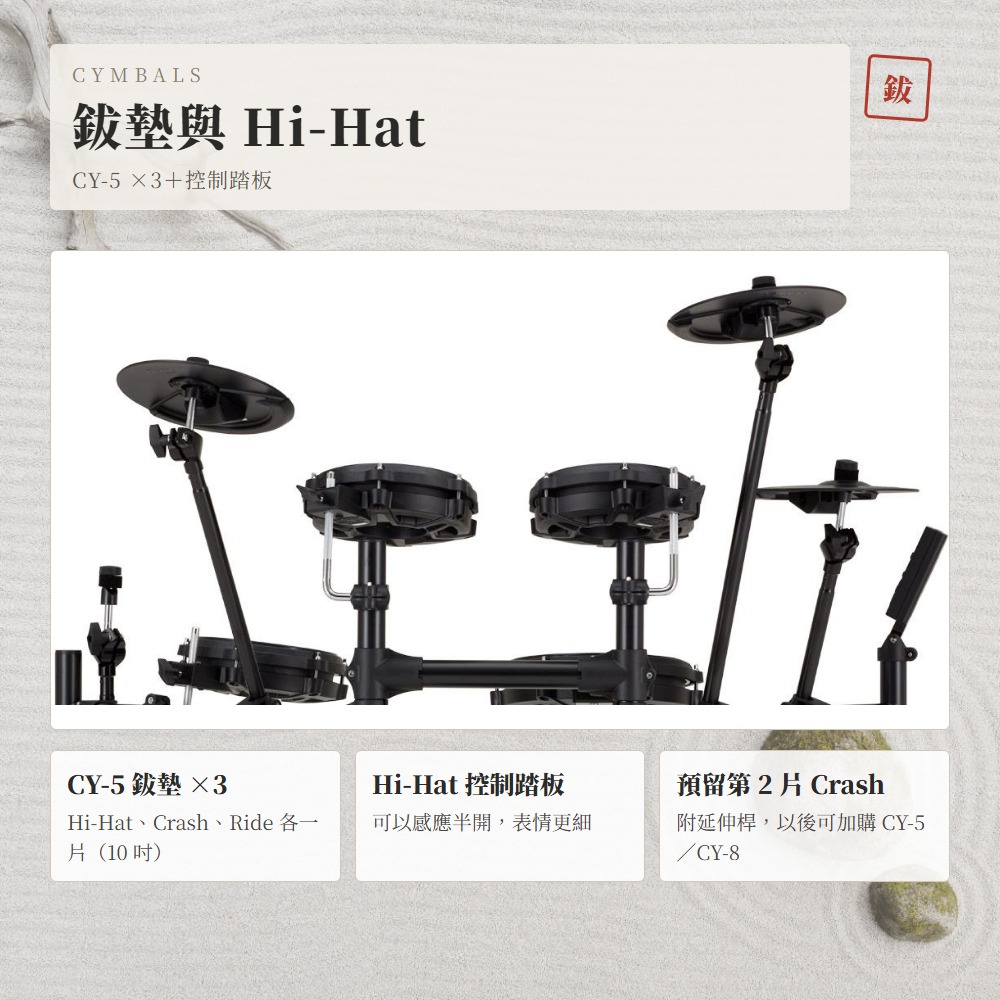 CYMBALS
鈸墊與 Hi-Hat
CY-5 ×3＋控制踏板
鈸
CY-5 鈸墊 ×3
Hi-Hat、Crash、Ride 各一
片（10 吋）
Hi-Hat 控制踏板
可以感應半開，表情更細
預留第 2 片 Crash
附延伸桿，以後可加購 CY-5
／CY-8